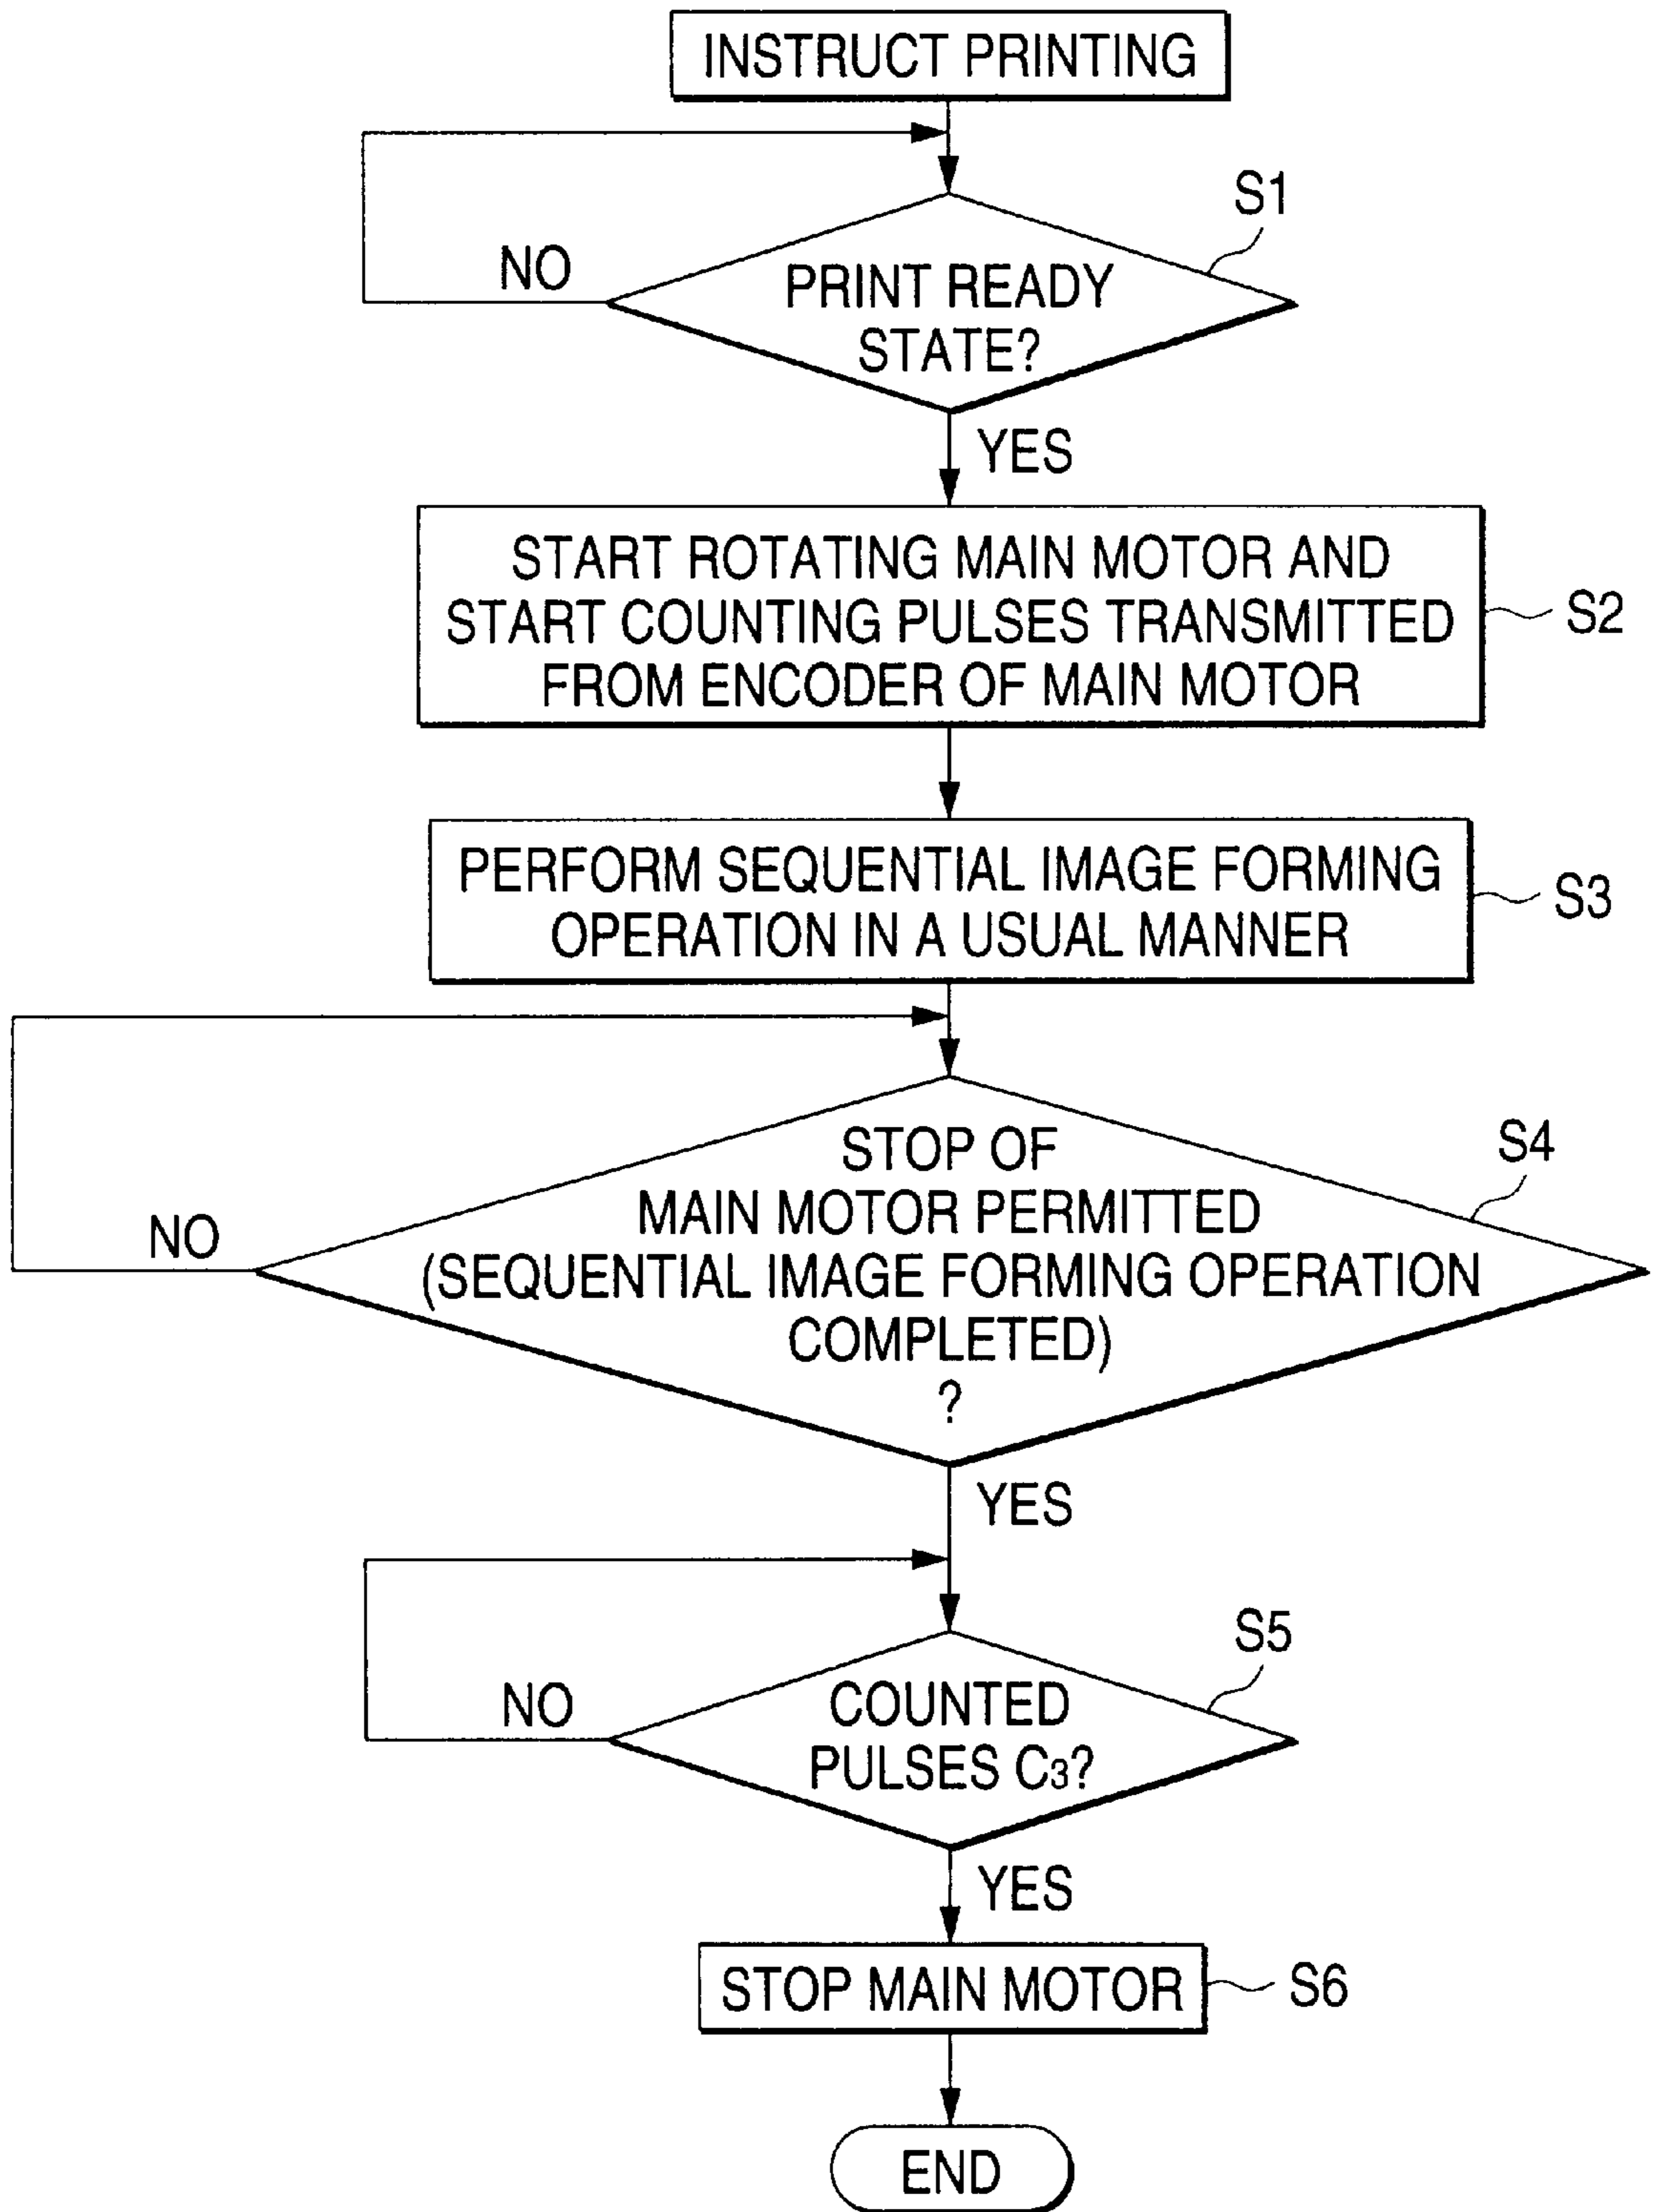 INSTRUCT PRINTING
S1
NO
PRINT READY
STATE?
YES
START ROTATING MAIN MOTOR AND
START COUNTING PULSES TRANSMITTED
FROM ENCODER OF MAIN MOTOR
S2
PERFORM SEQUENTIAL IMAGE FORMING
OPERATION IN A USUAL MANNER
S3
S4
STOP OF
MAIN MOTOR PERMITTED
NO
(SEQUENTIAL IMAGE FORMING OPERATION
COMPLETED)
?
YES
S5
COUNTED
NO
PULSES C₃?
YES
STOP MAIN MOTOR
S6
END